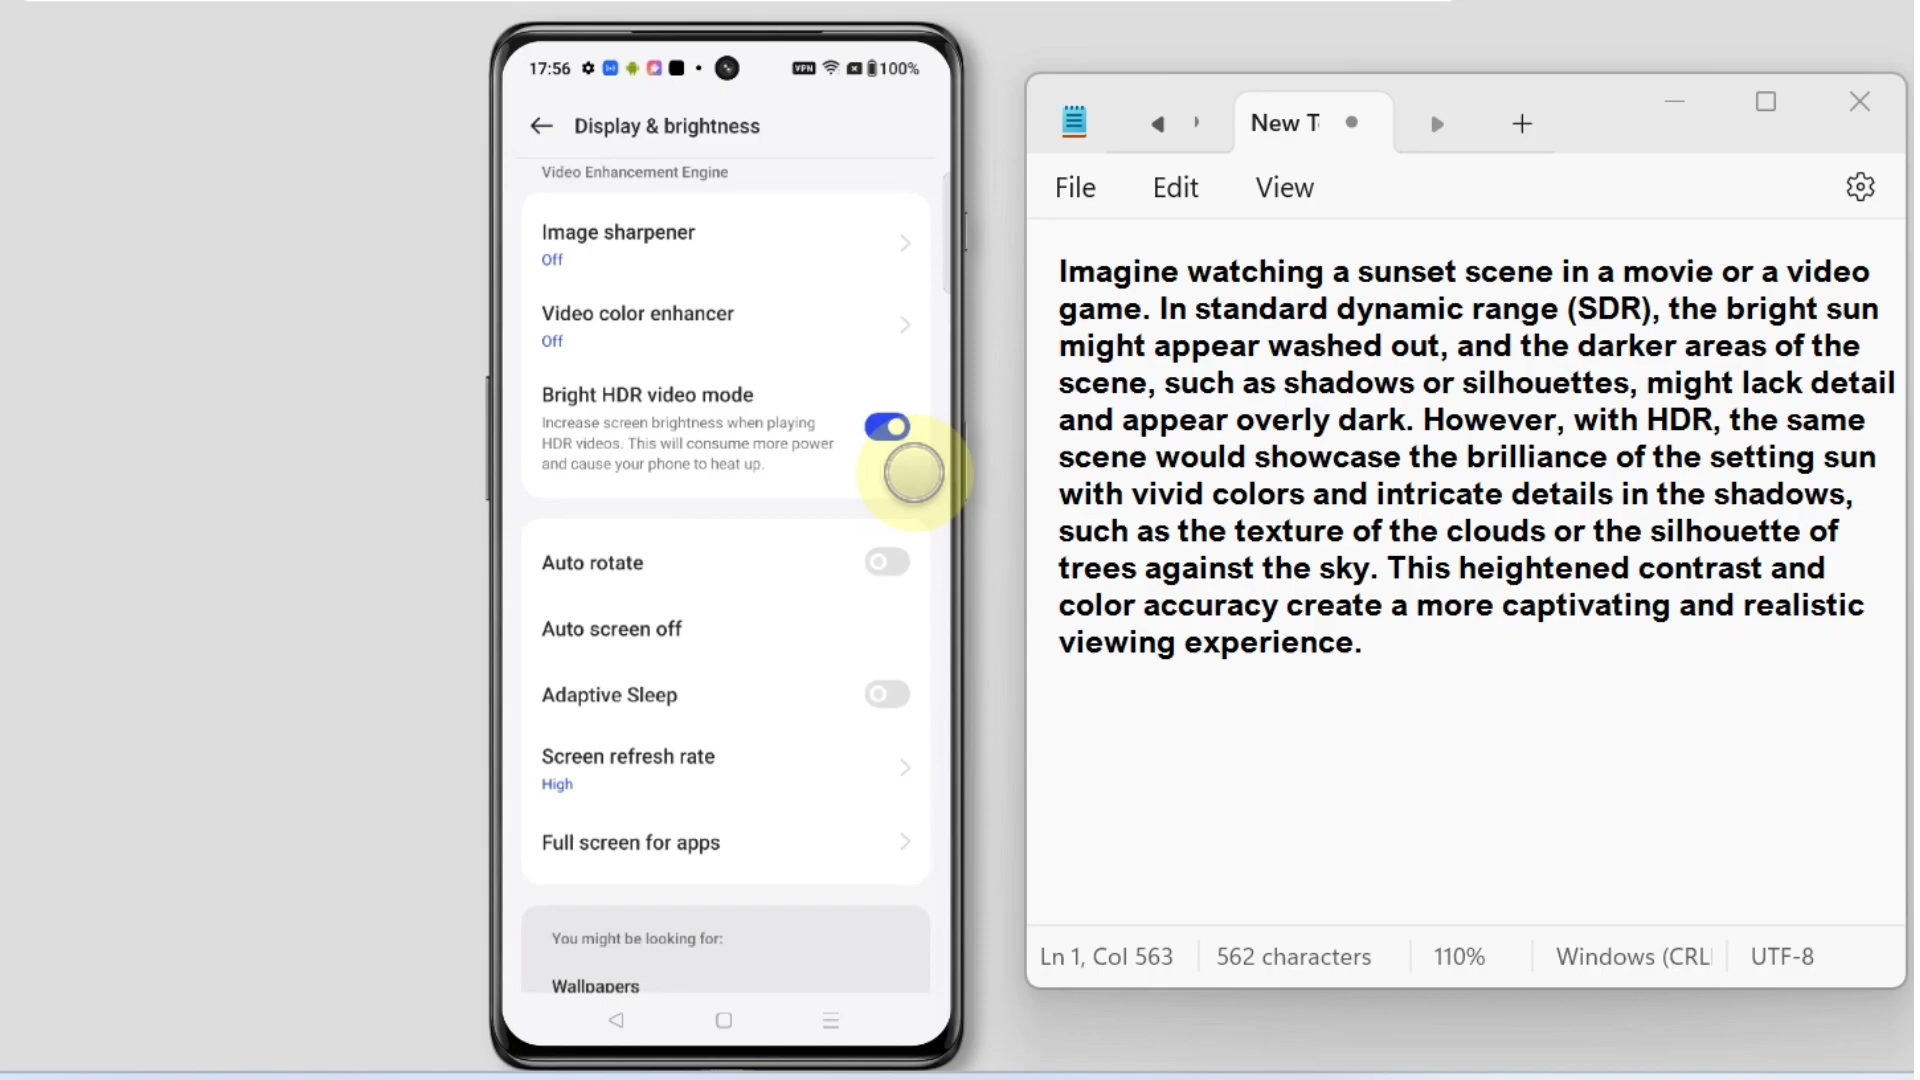 17:56
VPN
100%
Display & brightness
Video Enhancement Engine
Image sharpener
Off
Video color enhancer
Off
Bright HDR video mode
Increase screen brightness when playing
HDR videos. This will consume more power
and cause your phone to heat up.
Auto rotate
Auto screen off
Adaptive Sleep
Screen refresh rate
High
Full screen for apps
You might be looking for:
Wallpapers
New T
File Edit View
Imagine watching a sunset scene in a movie or a video
game. In standard dynamic range (SDR), the bright sun
might appear washed out, and the darker areas of the
scene, such as shadows or silhouettes, might lack detail
and appear overly dark. However, with HDR, the same
scene would showcase the brilliance of the setting sun
with vivid colors and intricate details in the shadows,
such as the texture of the clouds or the silhouette of
trees against the sky. This heightened contrast and
color accuracy create a more captivating and realistic
viewing experience.
Ln 1, Col 563 562 characters 110% Windows (CRL UTF-8